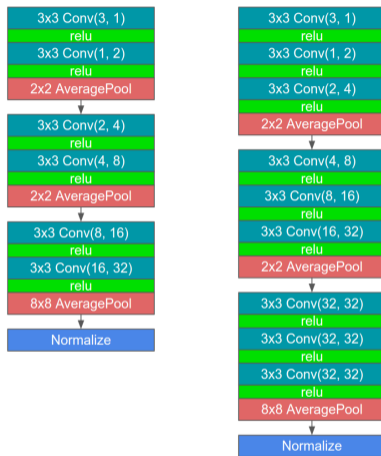 3x3 Conv(3, 1)
relu
3x3 Conv(1, 2)
relu
2x2 AveragePool
3x3 Conv(2, 4)
relu
3x3 Conv(4, 8)
relu
2x2 AveragePool
3x3 Conv(8, 16)
relu
3x3 Conv(16, 32)
relu
8x8 AveragePool
Normalize
3x3 Conv(3, 1)
relu
3x3 Conv(1, 2)
relu
3x3 Conv(2, 4)
relu
2x2 AveragePool
3x3 Conv(4, 8)
relu
3x3 Conv(8, 16)
relu
3x3 Conv(16, 32)
relu
2x2 AveragePool
3x3 Conv(32, 32)
relu
3x3 Conv(32, 32)
relu
3x3 Conv(32, 32)
relu
8x8 AveragePool
Normalize